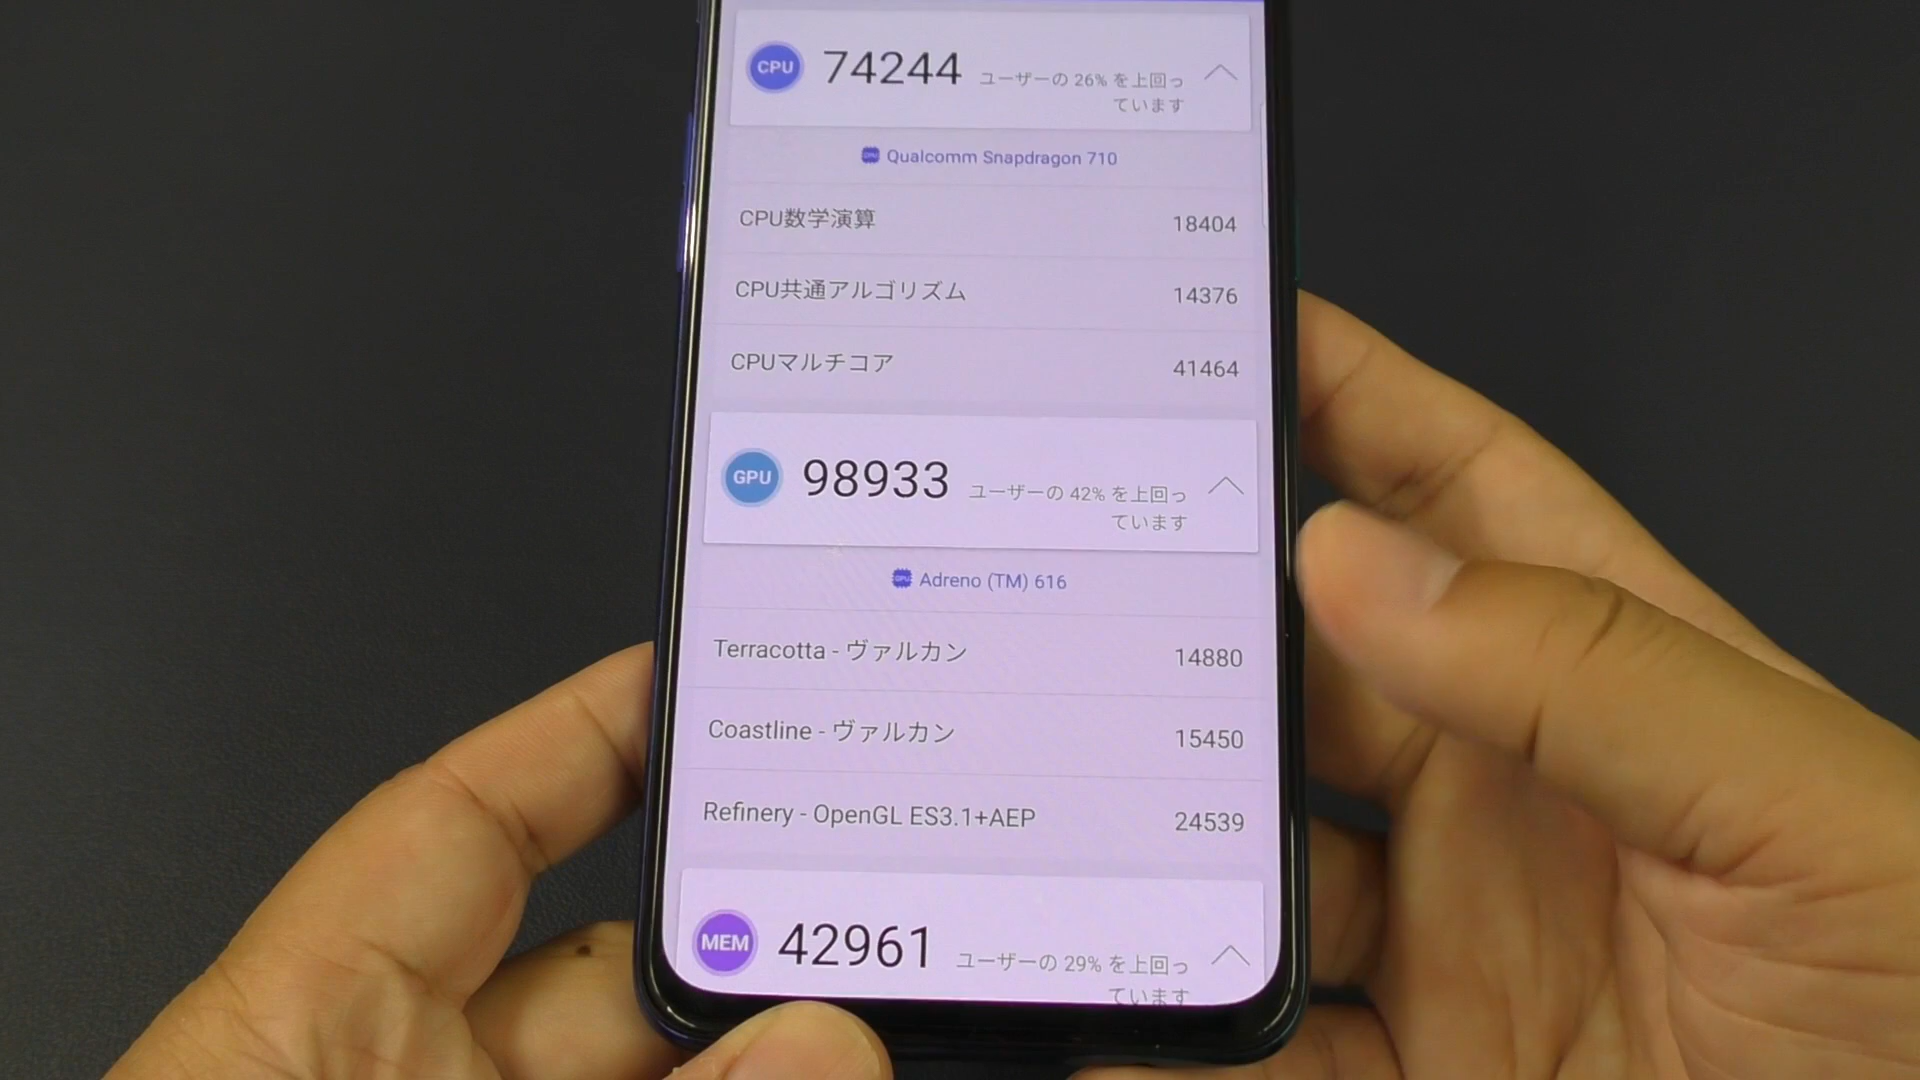 CPU 74244 ユーザーの 26% を上回っ
ています
Qualcomm Snapdragon 710
CPU数学演算 18404
CPU共通アルゴリズム 14376
CPUマルチコア 41464
GPU 98933 ユーザーの 42% を上回っ
ています
Adreno (TM) 616
Terracotta - ヴァルカン 14880
Coastline - ヴァルカン 15450
Refinery - OpenGL ES3.1+AEP 24539
MEM 42961 ユーザーの 29% を上回っ
ています